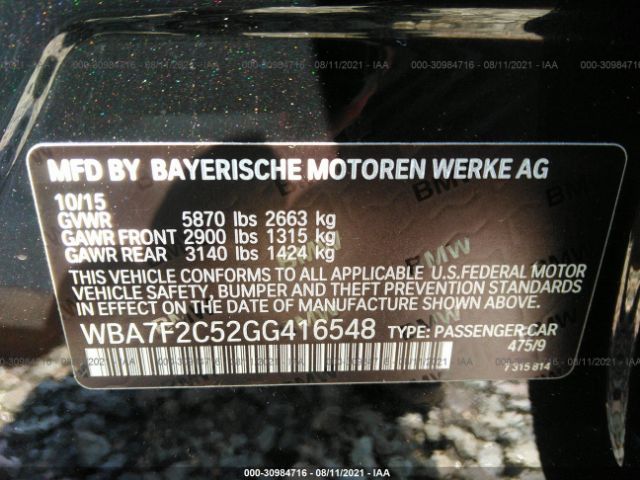 000-30984716 - 08/11/2021 - IAA
000-30984716 - 08/11/2021 - IAA
000-30984716 - 08/11/2021 - IAA
MFD BY BAYERISCHE MOTOREN WERKE AG
10/15
GVWR 5870 lbs 2663 kg
GAWR FRONT 2900 lbs 1315 kg
GAWR REAR 3140 lbs 1424 kg
THIS VEHICLE CONFORMS TO ALL APPLICABLE U.S.FEDERAL MOTOR
VEHICLE SAFETY, BUMPER AND THEFT PREVENTION STANDARDS
IN EFFECT ON THE DATE OF MANUFACTURE SHOWN ABOVE.
WBA7F2C52GG416548 TYPE: PASSENGER CAR
475/9
7 315 814
BMW
BMW
000-30984716 - 08/11/2021 - IAA